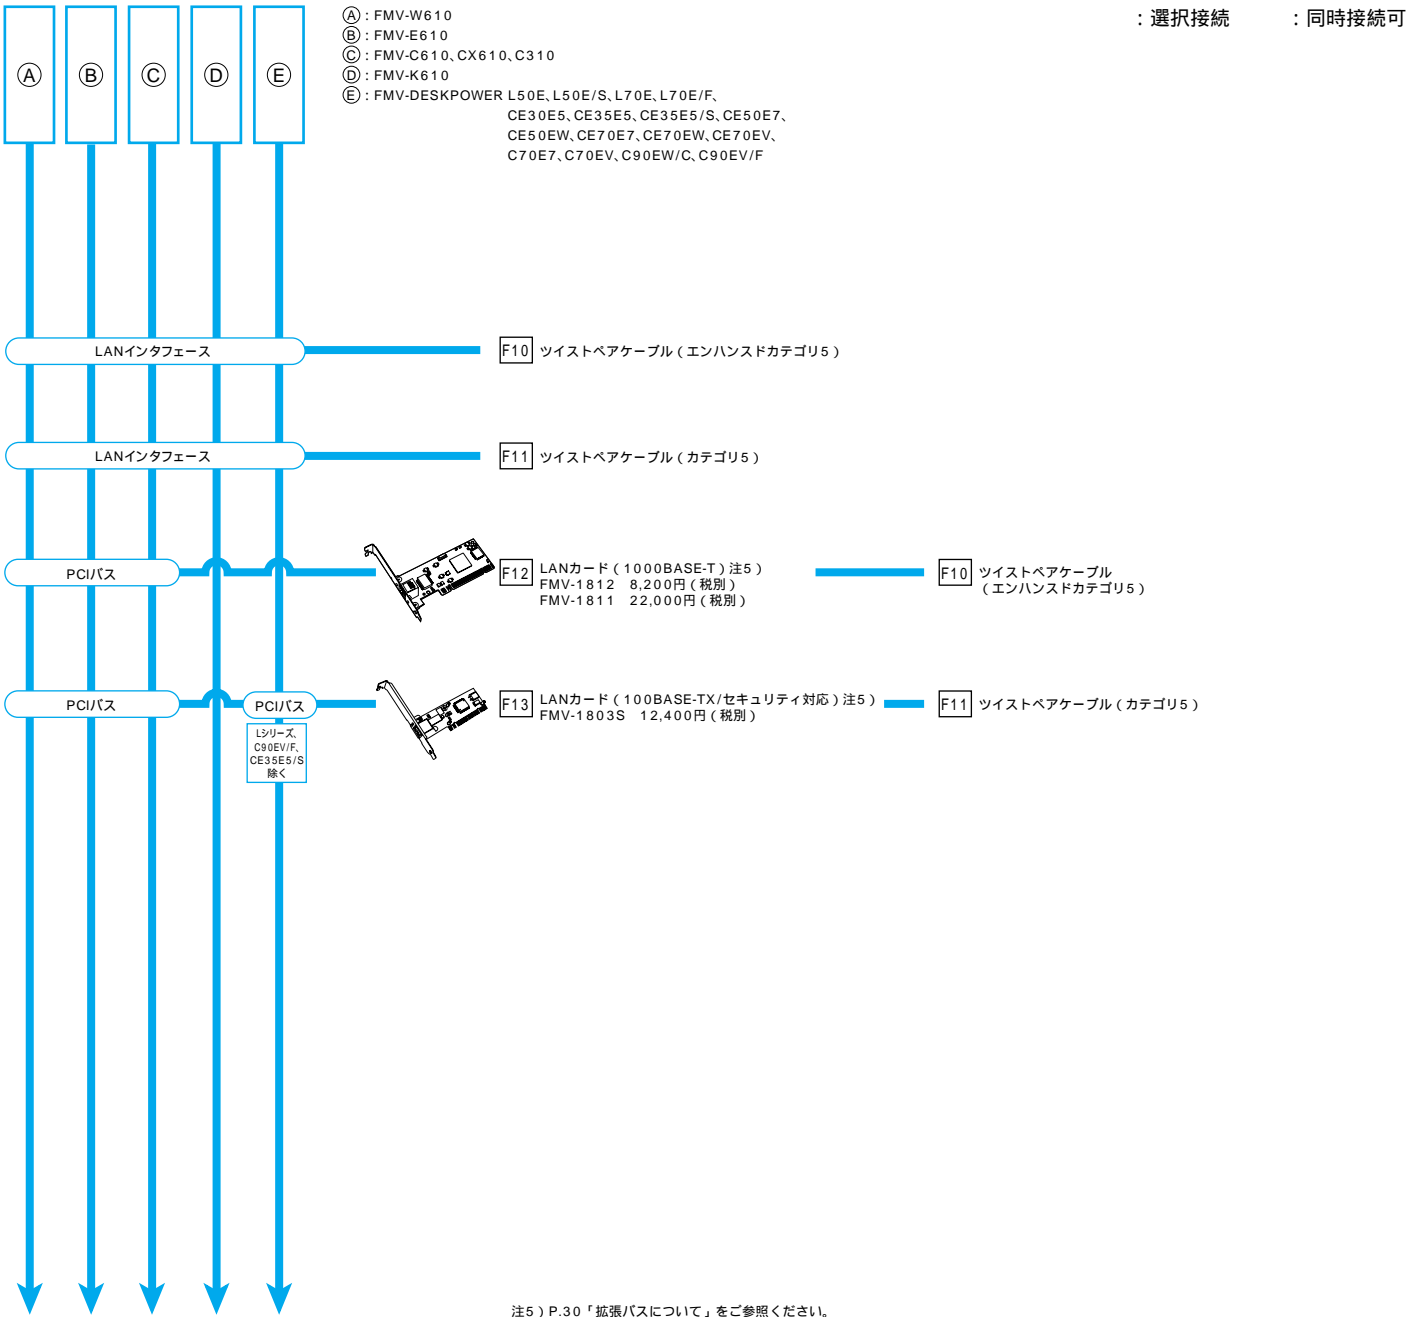 ：選択接続　　：同時接続可
Ⓐ：FMV-W610
Ⓑ：FMV-E610
Ⓒ：FMV-C610、CX610、C310
Ⓓ：FMV-K610
Ⓔ：FMV-DESKPOWER L50E、L50E/S、L70E、L70E/F、
CE30E5、CE35E5、CE35E5/S、CE50E7、
CE50EW、CE70E7、CE70EW、CE70EV、
C70E7、C70EV、C90EW/C、C90EV/F
Ⓐ Ⓑ Ⓒ Ⓓ Ⓔ
LANインタフェース
F10 ツイストペアケーブル（エンハンスドカテゴリ5）
LANインタフェース
F11 ツイストペアケーブル（カテゴリ5）
PCIバス
F12 LANカード（1000BASE-T）注5）
FMV-1812　8,200円（税別）
FMV-1811　22,000円（税別）
F10 ツイストペアケーブル
（エンハンスドカテゴリ5）
PCIバス
PCIバス
Lシリーズ、
C90EV/F、
CE35E5/S
除く
F13 LANカード（100BASE-TX/セキュリティ対応）注5）
FMV-1803S　12,400円（税別）
F11 ツイストペアケーブル（カテゴリ5）
注5）P.30「拡張バスについて」をご参照ください。